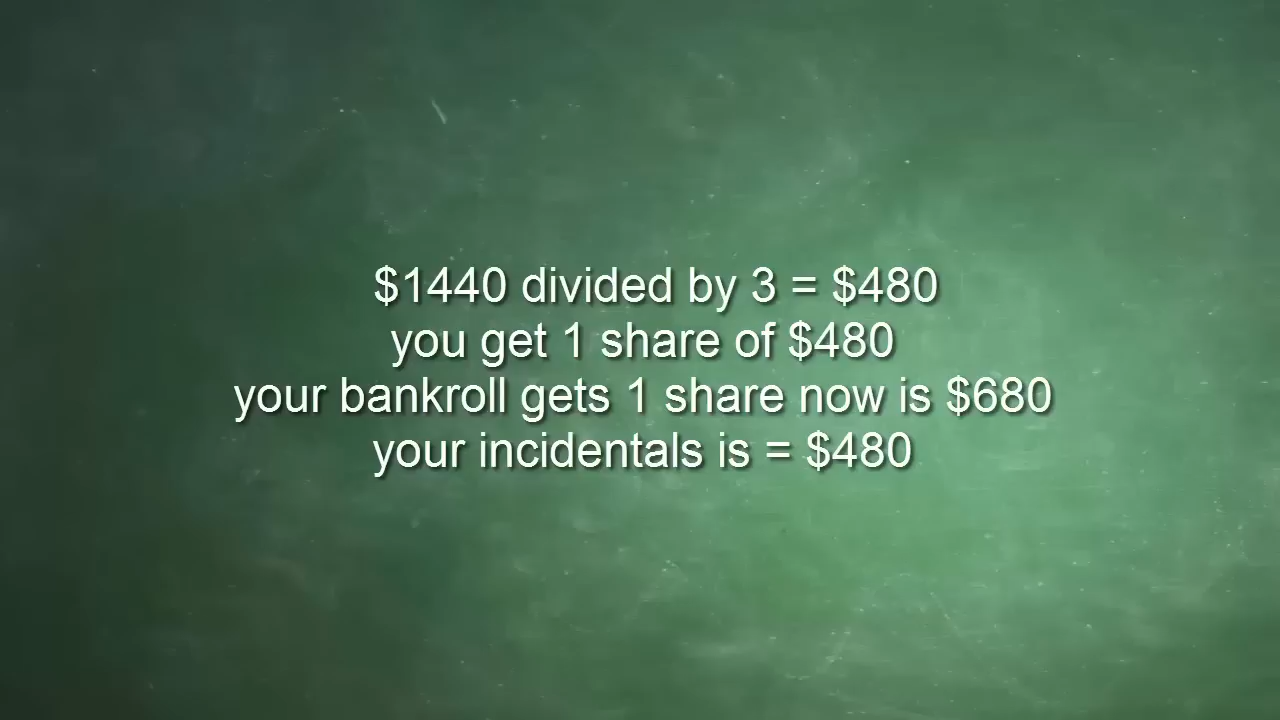 $1440 divided by 3 = $480
you get 1 share of $480
your bankroll gets 1 share now is $680
your incidentals is = $480